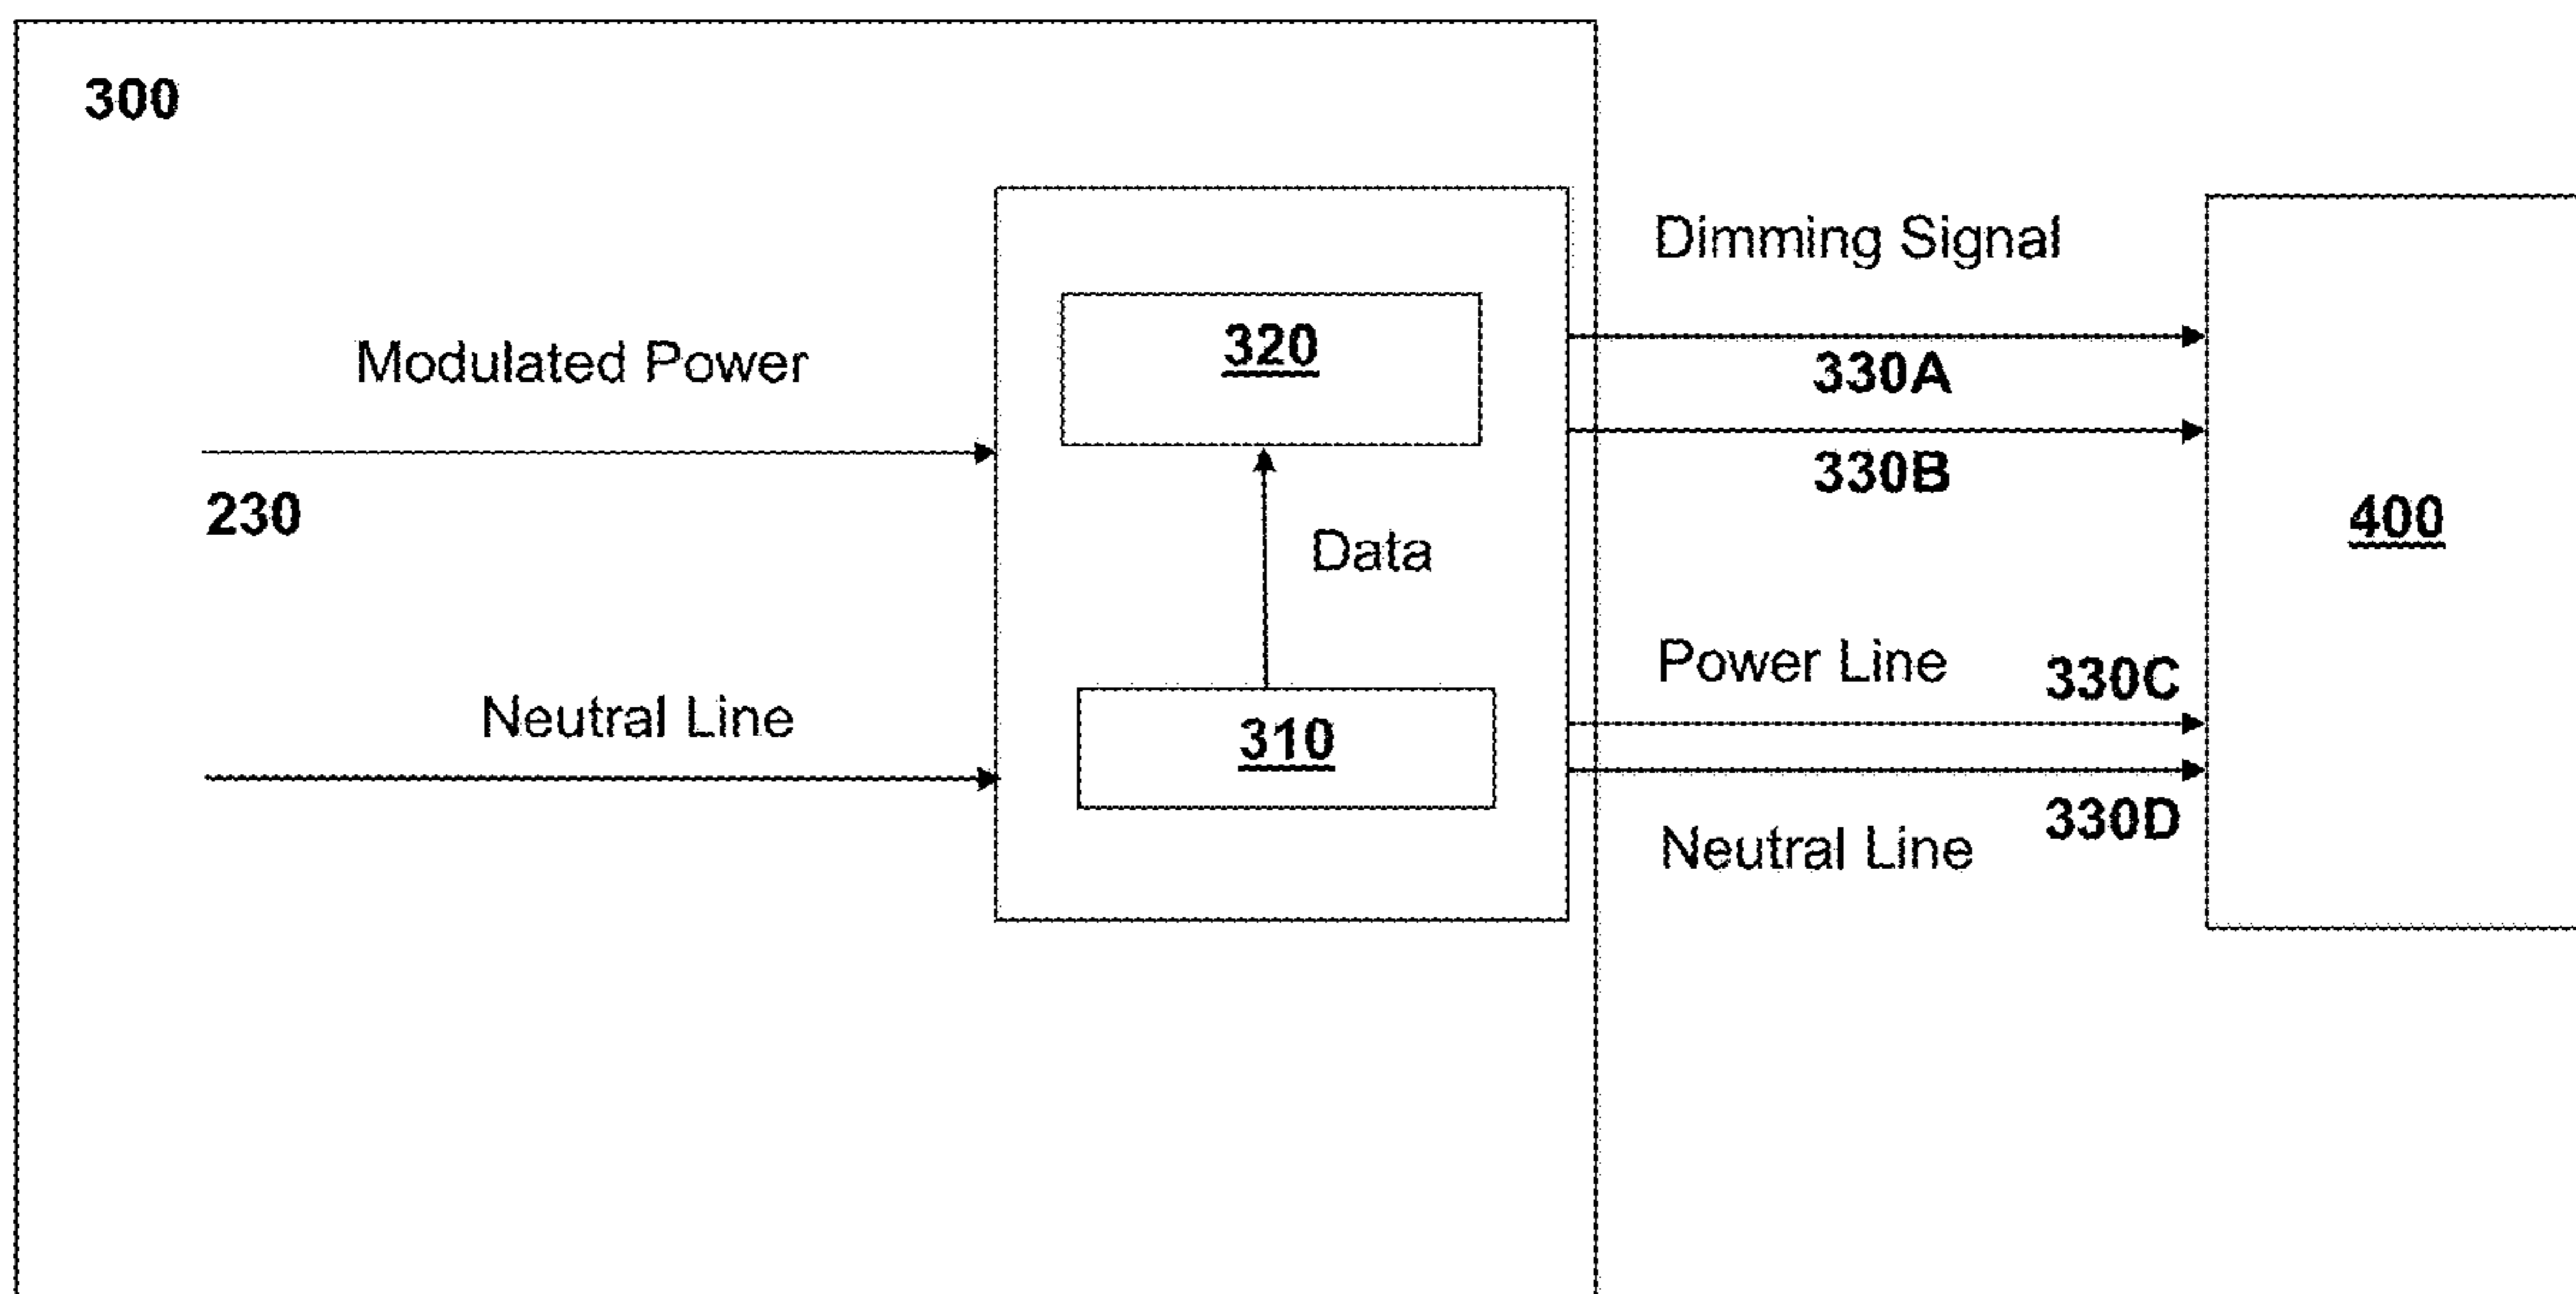 300
Modulated Power
230
Neutral Line
320
Data
310
Dimming Signal
330A
330B
Power Line
330C
330D
Neutral Line
400